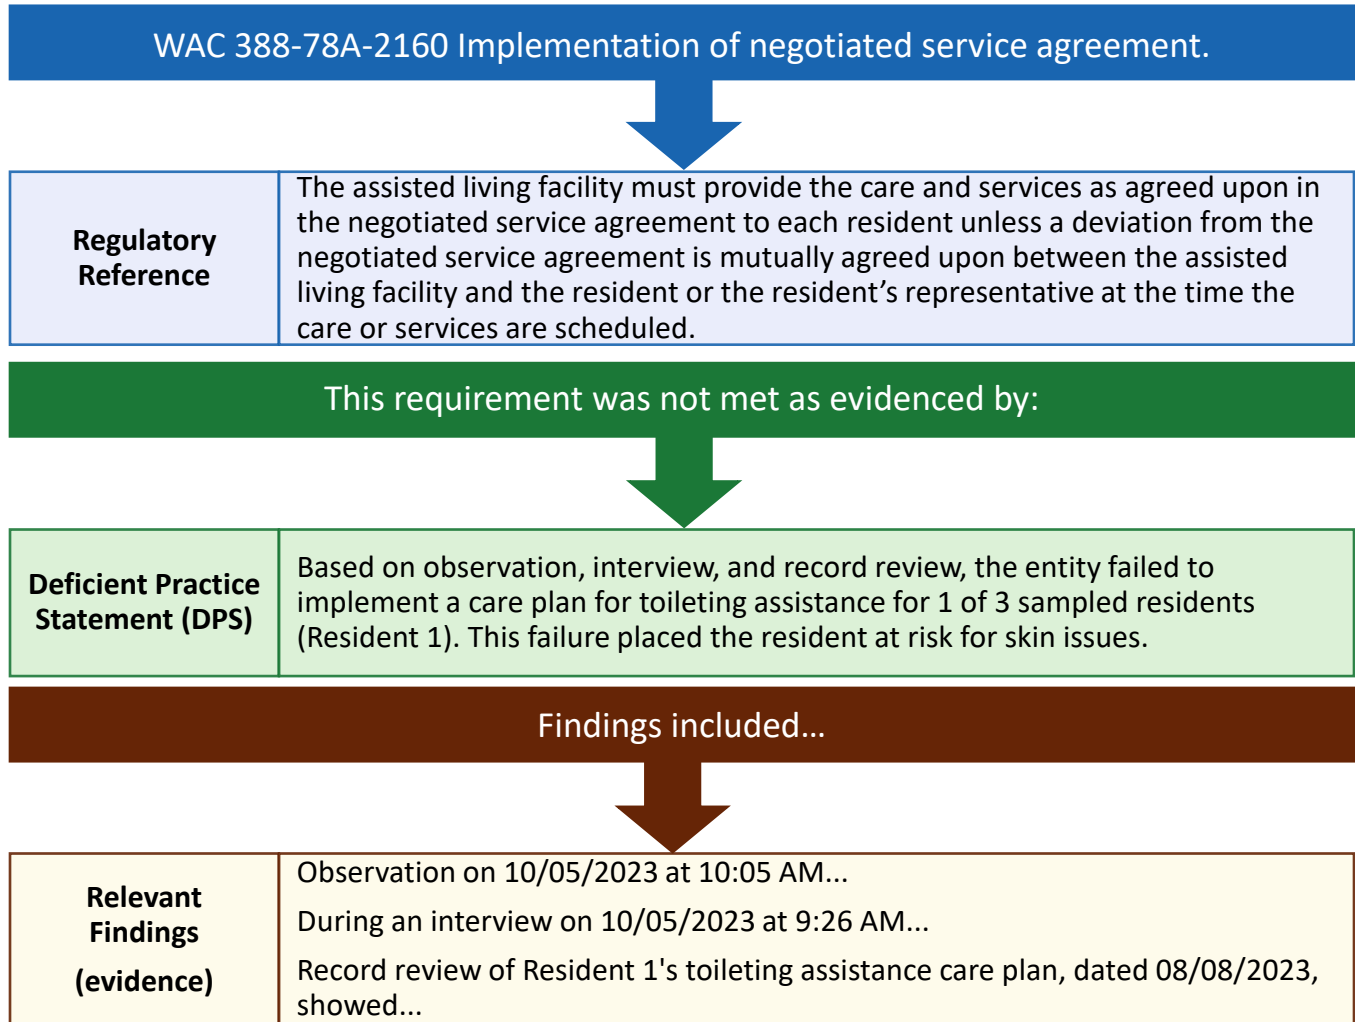 WAC 388-78A-2160 Implementation of negotiated service agreement.
Regulatory
Reference
The assisted living facility must provide the care and services as agreed upon in
the negotiated service agreement to each resident unless a deviation from the
negotiated service agreement is mutually agreed upon between the assisted
living facility and the resident or the resident’s representative at the time the
care or services are scheduled.
This requirement was not met as evidenced by:
Deficient Practice
Statement (DPS)
Based on observation, interview, and record review, the entity failed to
implement a care plan for toileting assistance for 1 of 3 sampled residents
(Resident 1). This failure placed the resident at risk for skin issues.
Findings included…
Relevant
Findings
(evidence)
Observation on 10/05/2023 at 10:05 AM...
During an interview on 10/05/2023 at 9:26 AM...
Record review of Resident 1's toileting assistance care plan, dated 08/08/2023,
showed...